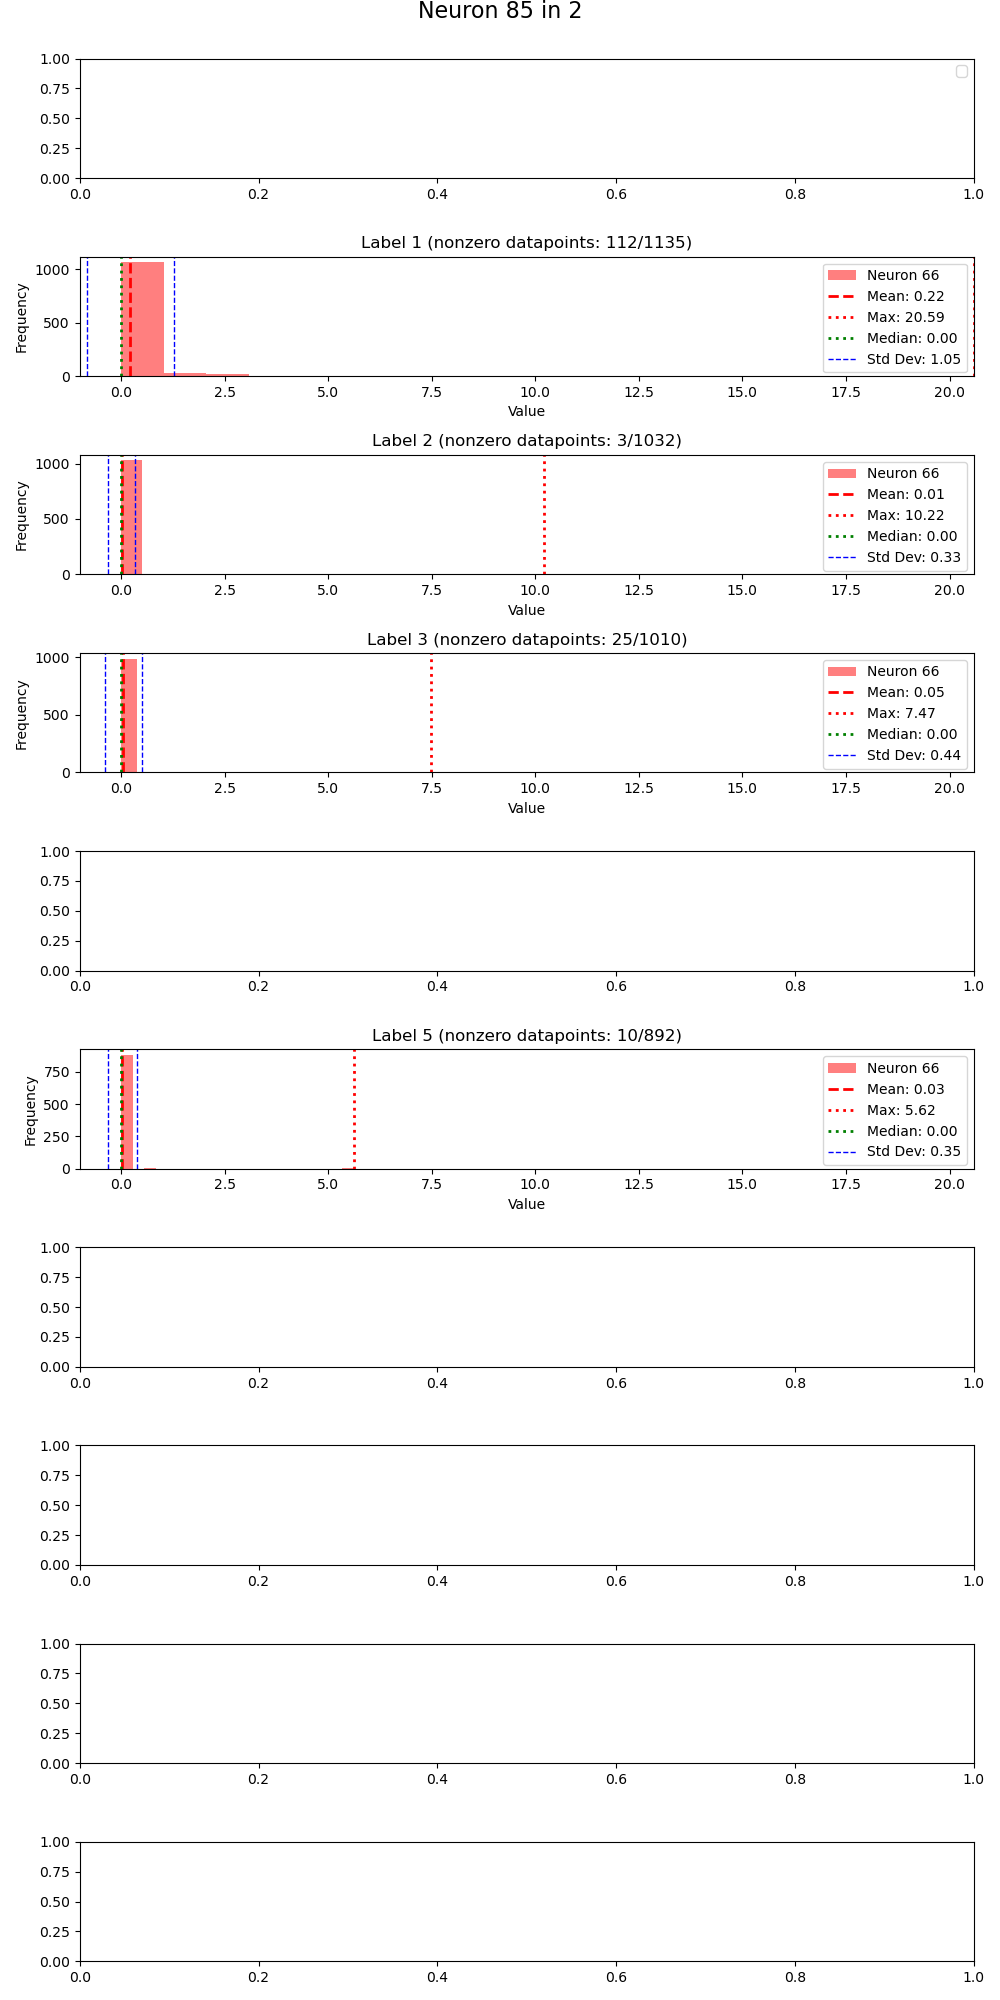 Neuron 85 in 2
1.00
0.75
0.50
0.25
0.00
0.0 0.2 0.4 0.6 0.8 1.0
Label 1 (nonzero datapoints: 112/1135)
Frequency
1000
500
0
Neuron 66
Mean: 0.22
Max: 20.59
Median: 0.00
Std Dev: 1.05
0.0 2.5 5.0 7.5 10.0 12.5 15.0 17.5 20.0
Value
Label 2 (nonzero datapoints: 3/1032)
Frequency
1000
500
0
Neuron 66
Mean: 0.01
Max: 10.22
Median: 0.00
Std Dev: 0.33
0.0 2.5 5.0 7.5 10.0 12.5 15.0 17.5 20.0
Value
Label 3 (nonzero datapoints: 25/1010)
Frequency
1000
500
0
Neuron 66
Mean: 0.05
Max: 7.47
Median: 0.00
Std Dev: 0.44
0.0 2.5 5.0 7.5 10.0 12.5 15.0 17.5 20.0
Value
1.00
0.75
0.50
0.25
0.00
0.0 0.2 0.4 0.6 0.8 1.0
Label 5 (nonzero datapoints: 10/892)
Frequency
750
500
250
0
Neuron 66
Mean: 0.03
Max: 5.62
Median: 0.00
Std Dev: 0.35
0.0 2.5 5.0 7.5 10.0 12.5 15.0 17.5 20.0
Value
1.00
0.75
0.50
0.25
0.00
0.0 0.2 0.4 0.6 0.8 1.0
1.00
0.75
0.50
0.25
0.00
0.0 0.2 0.4 0.6 0.8 1.0
1.00
0.75
0.50
0.25
0.00
0.0 0.2 0.4 0.6 0.8 1.0
1.00
0.75
0.50
0.25
0.00
0.0 0.2 0.4 0.6 0.8 1.0